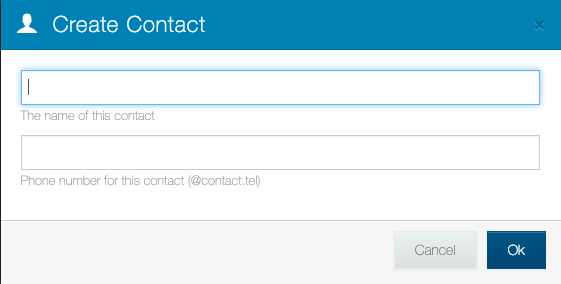 Create Contact
×
The name of this contact
Phone number for this contact (@contact.tel)
Cancel
Ok